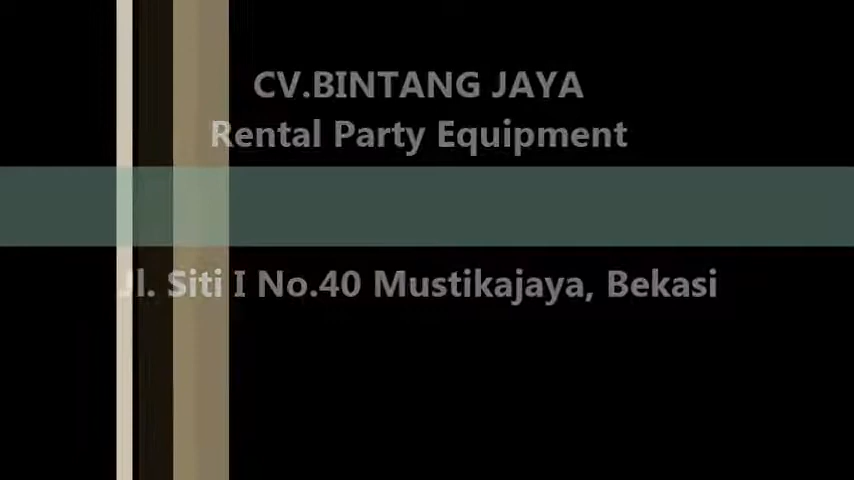 CV.BINTANG JAYA
Rental Party Equipment
Jl. Siti I No.40 Mustikajaya, Bekasi